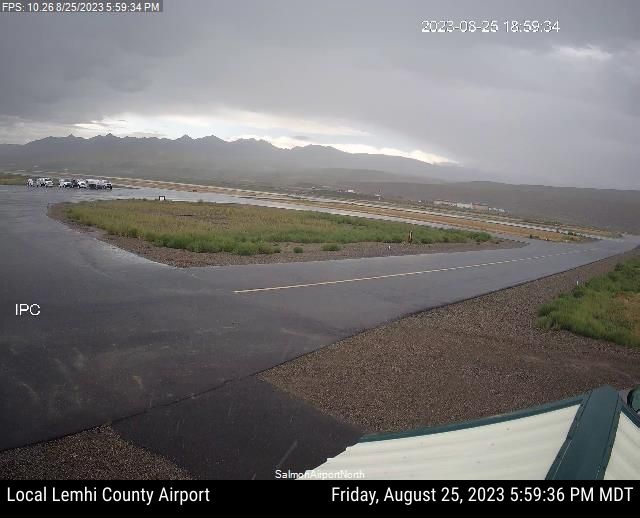 FPS: 10.26 8/25/2023 5:59:34 PM
2023-08-25 18:59:34
IPC
SalmonAirportNorth
Local Lemhi County Airport
Friday, August 25, 2023 5:59:36 PM MDT